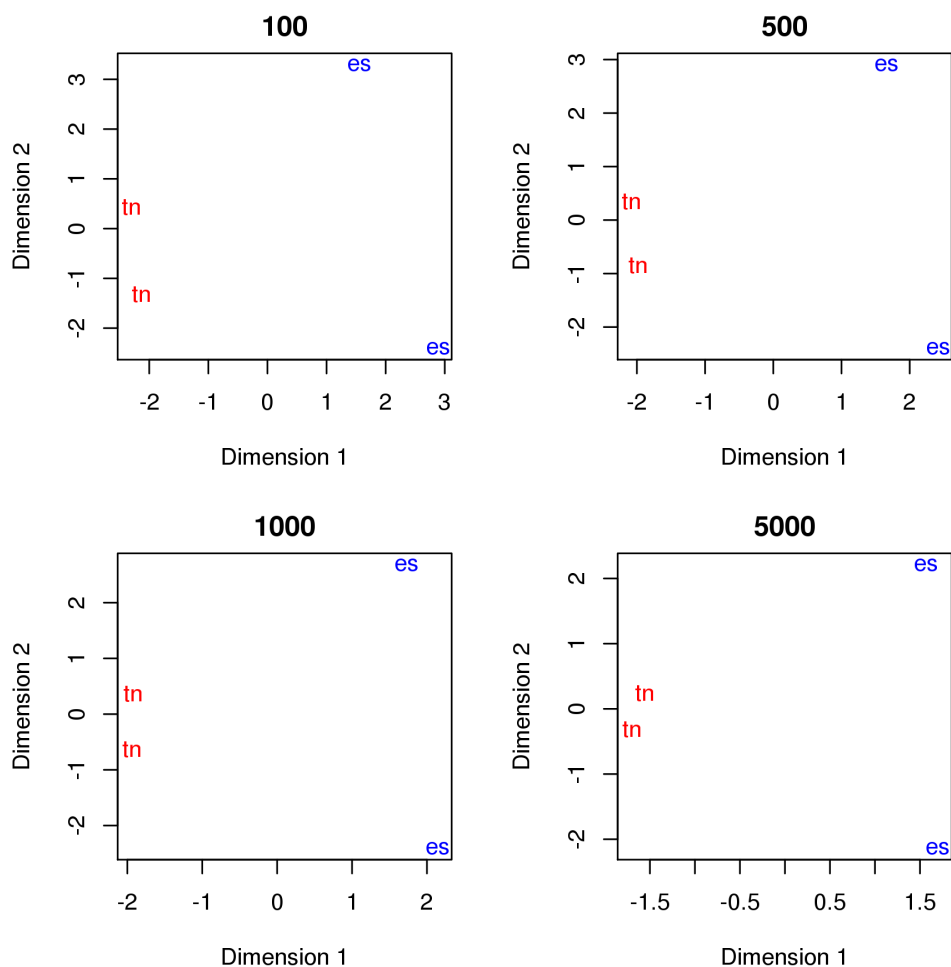 100
Dimension 2
3
2
1
0
-1
-2
es
tn
tn
es
-2 -1 0 1 2 3
Dimension 1
500
Dimension 2
3
2
1
0
-1
-2
es
tn
tn
es
-2 -1 0 1 2
Dimension 1
1000
Dimension 2
2
1
0
-1
-2
es
tn
tn
es
-2 -1 0 1 2
Dimension 1
5000
Dimension 2
2
1
0
-1
-2
es
tn
tn
es
-1.5 -0.5 0.5 1.5
Dimension 1